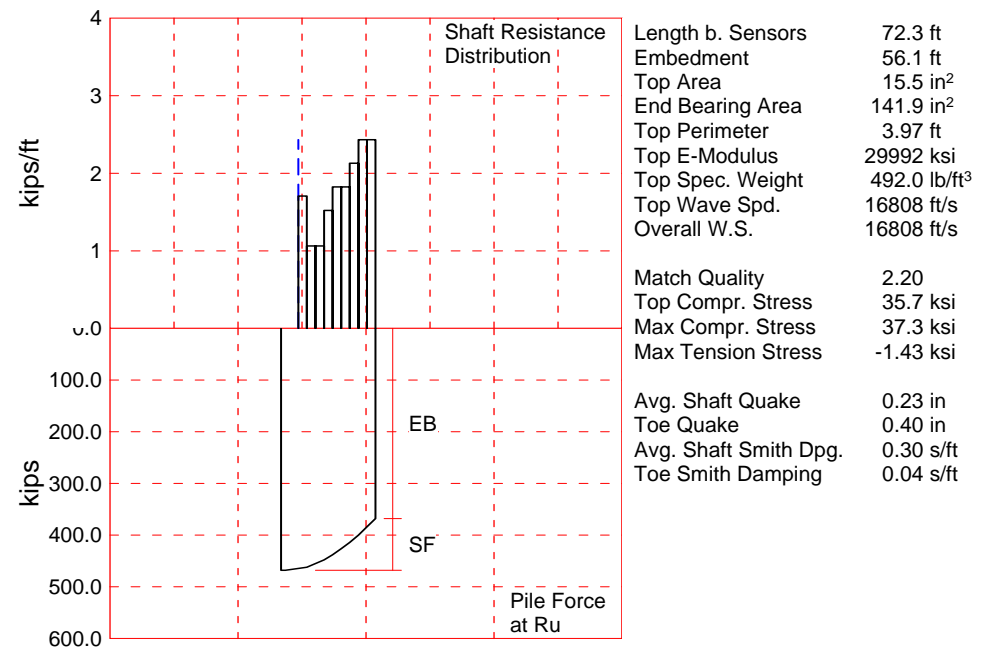 4
3
2
1
0.0
kips/ft
Shaft Resistance
Distribution
100.0
200.0
300.0
400.0
500.0
600.0
kips
EB
SF
Pile Force
at Ru
Length b. Sensors 72.3 ft
Embedment 56.1 ft
Top Area 15.5 in²
End Bearing Area 141.9 in²
Top Perimeter 3.97 ft
Top E-Modulus 29992 ksi
Top Spec. Weight 492.0 lb/ft³
Top Wave Spd. 16808 ft/s
Overall W.S. 16808 ft/s
Match Quality 2.20
Top Compr. Stress 35.7 ksi
Max Compr. Stress 37.3 ksi
Max Tension Stress -1.43 ksi
Avg. Shaft Quake 0.23 in
Toe Quake 0.40 in
Avg. Shaft Smith Dpg. 0.30 s/ft
Toe Smith Damping 0.04 s/ft